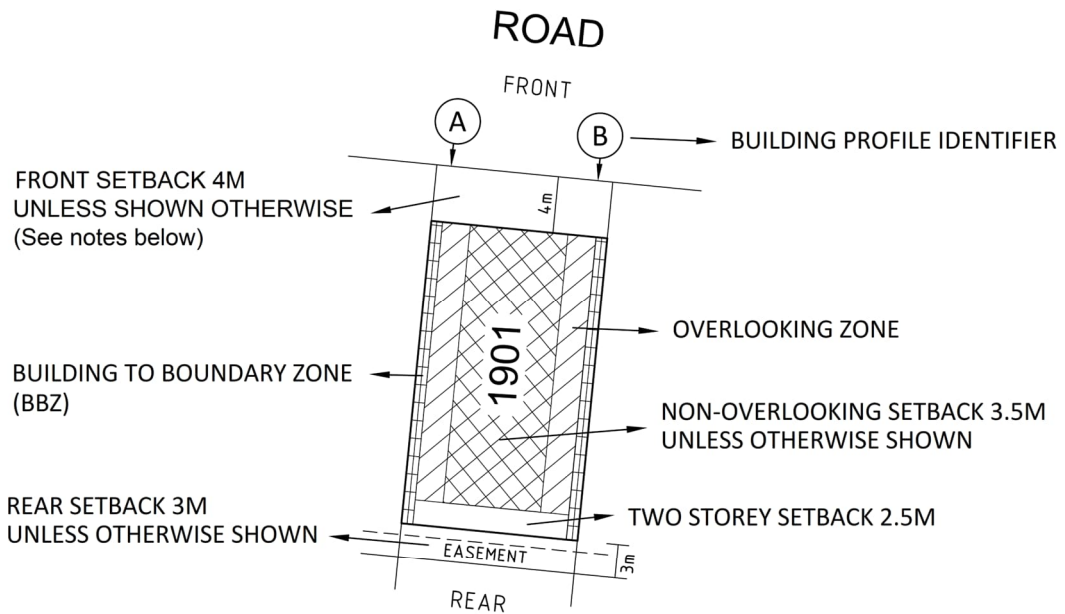 ROAD
FRONT
A
B
BUILDING PROFILE IDENTIFIER
FRONT SETBACK 4M
UNLESS SHOWN OTHERWISE
(See notes below)
4m
1901
OVERLOOKING ZONE
BUILDING TO BOUNDARY ZONE
(BBZ)
NON-OVERLOOKING SETBACK 3.5M
UNLESS OTHERWISE SHOWN
REAR SETBACK 3M
UNLESS OTHERWISE SHOWN
TWO STOREY SETBACK 2.5M
EASEMENT
3m
REAR